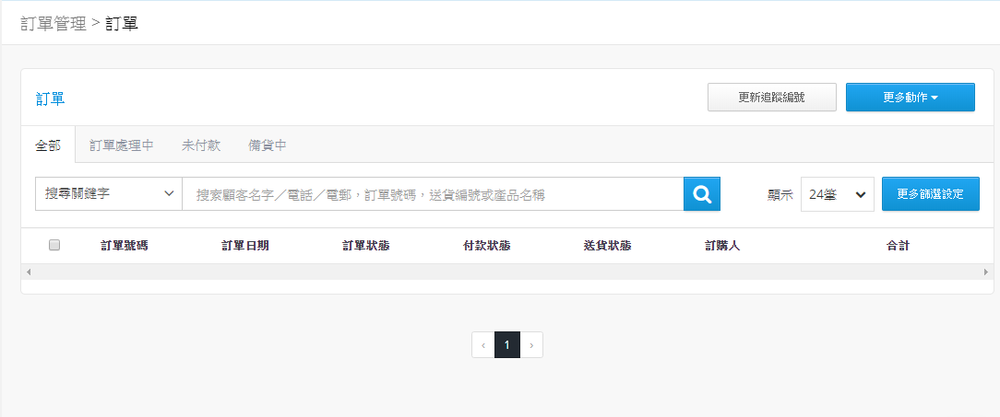 訂單管理 > 訂單
訂單 更新追蹤編號 更多動作
全部 訂單處理中 未付款 備貨中
搜尋關鍵字 搜索顧客名字／電話／電郵，訂單號碼，送貨編號或產品名稱 顯示 24筆 更多篩選設定
訂單號碼 訂單日期 訂單狀態 付款狀態 送貨狀態 訂購人 合計
‹ 1 ›